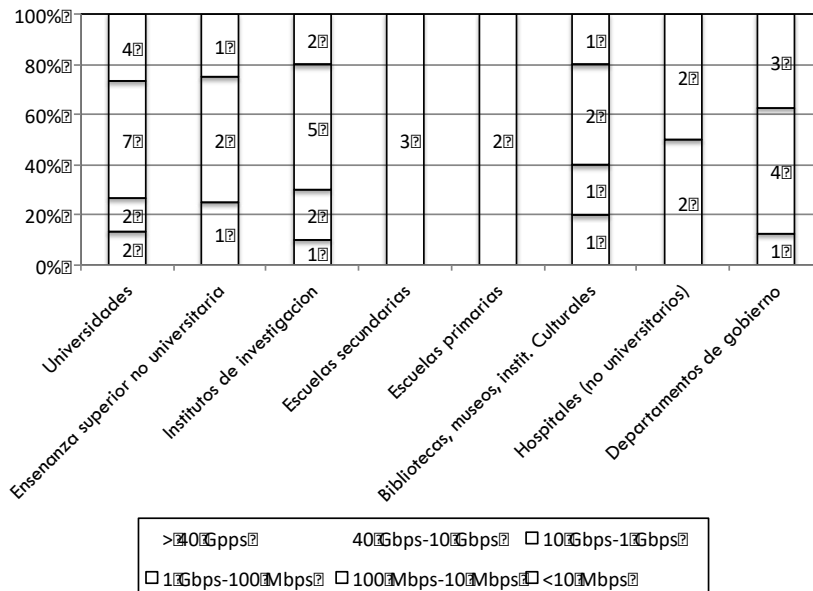 100%
80%
60%
40%
20%
0%
4 1 2 1
7 2 5 3 2 2 2 3
2 2 1 4
2 1 1 1 2 1
Universidades
Ensenanza superior no universitaria
Institutos de investigacion
Escuelas secundarias
Escuelas primarias
Bibliotecas, museos, instit. Culturales
Hospitales (no universitarios)
Departamentos de gobierno
> 40 Gpps 40 Gbps-10 Gbps 10 Gbps-1 Gbps
1 Gbps-100 Mbps 100 Mbps-10 Mbps <10 Mbps